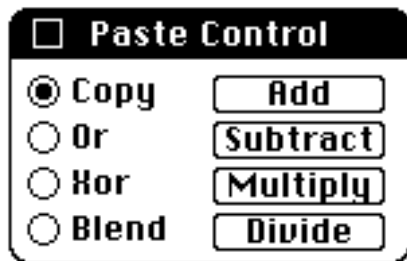 Paste Control
Copy Add
Or Subtract
Xor Multiply
Blend Divide